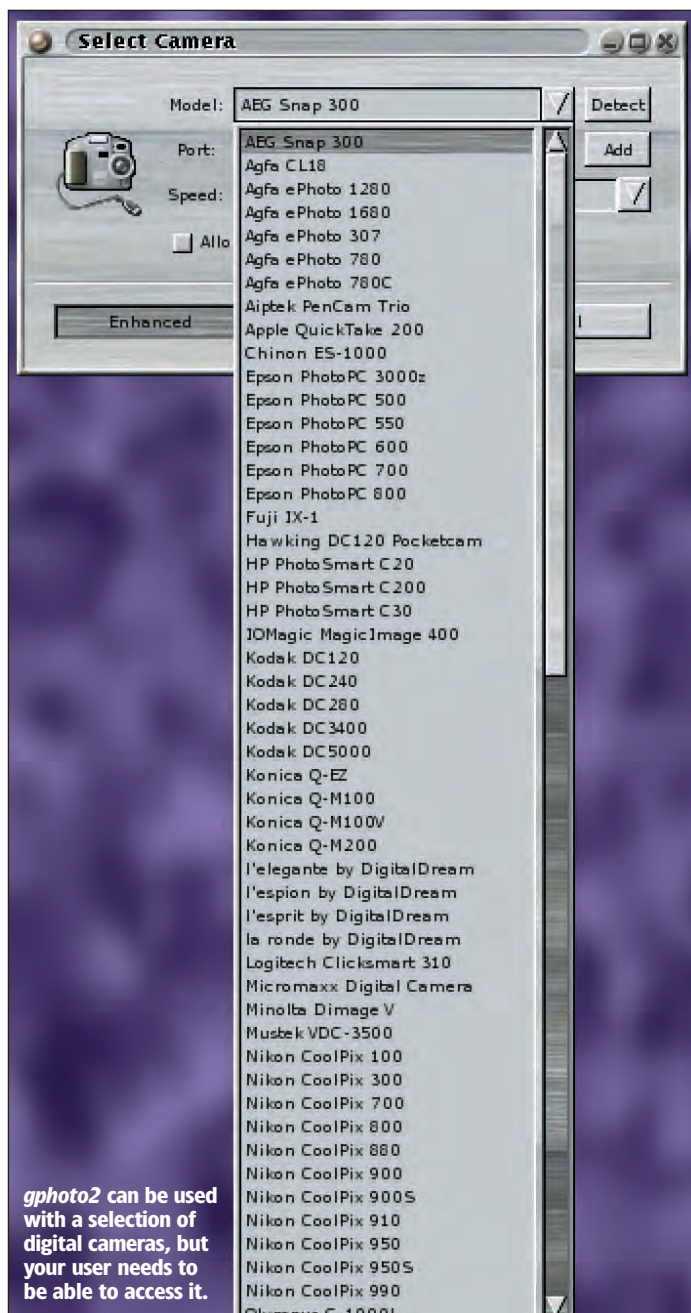 Select Camera
Model:
AEG Snap 300
Detect
Port:
Add
Speed:
Allo
Enhanced
l
AEG Snap 300
Agfa CL18
Agfa ePhoto 1280
Agfa ePhoto 1680
Agfa ePhoto 307
Agfa ePhoto 780
Agfa ePhoto 780C
Aiptek PenCam Trio
Apple QuickTake 200
Chinon ES-1000
Epson PhotoPC 3000z
Epson PhotoPC 500
Epson PhotoPC 550
Epson PhotoPC 600
Epson PhotoPC 700
Epson PhotoPC 800
Fuji IX-1
Hawking DC120 Pocketcam
HP PhotoSmart C20
HP PhotoSmart C200
HP PhotoSmart C30
IOMagic MagicImage 400
Kodak DC120
Kodak DC240
Kodak DC280
Kodak DC3400
Kodak DC5000
Konica Q-EZ
Konica Q-M100
Konica Q-M100V
Konica Q-M200
l'elegante by DigitalDream
l'espion by DigitalDream
l'esprit by DigitalDream
la ronde by DigitalDream
Logitech Clicksmart 310
Micromaxx Digital Camera
Minolta Dimage V
Mustek VDC-3500
Nikon CoolPix 100
Nikon CoolPix 300
Nikon CoolPix 700
Nikon CoolPix 800
Nikon CoolPix 880
Nikon CoolPix 900
Nikon CoolPix 900S
Nikon CoolPix 910
Nikon CoolPix 950
Nikon CoolPix 950S
Nikon CoolPix 990
gphoto2 can be used
with a selection of
digital cameras, but
your user needs to
be able to access it.